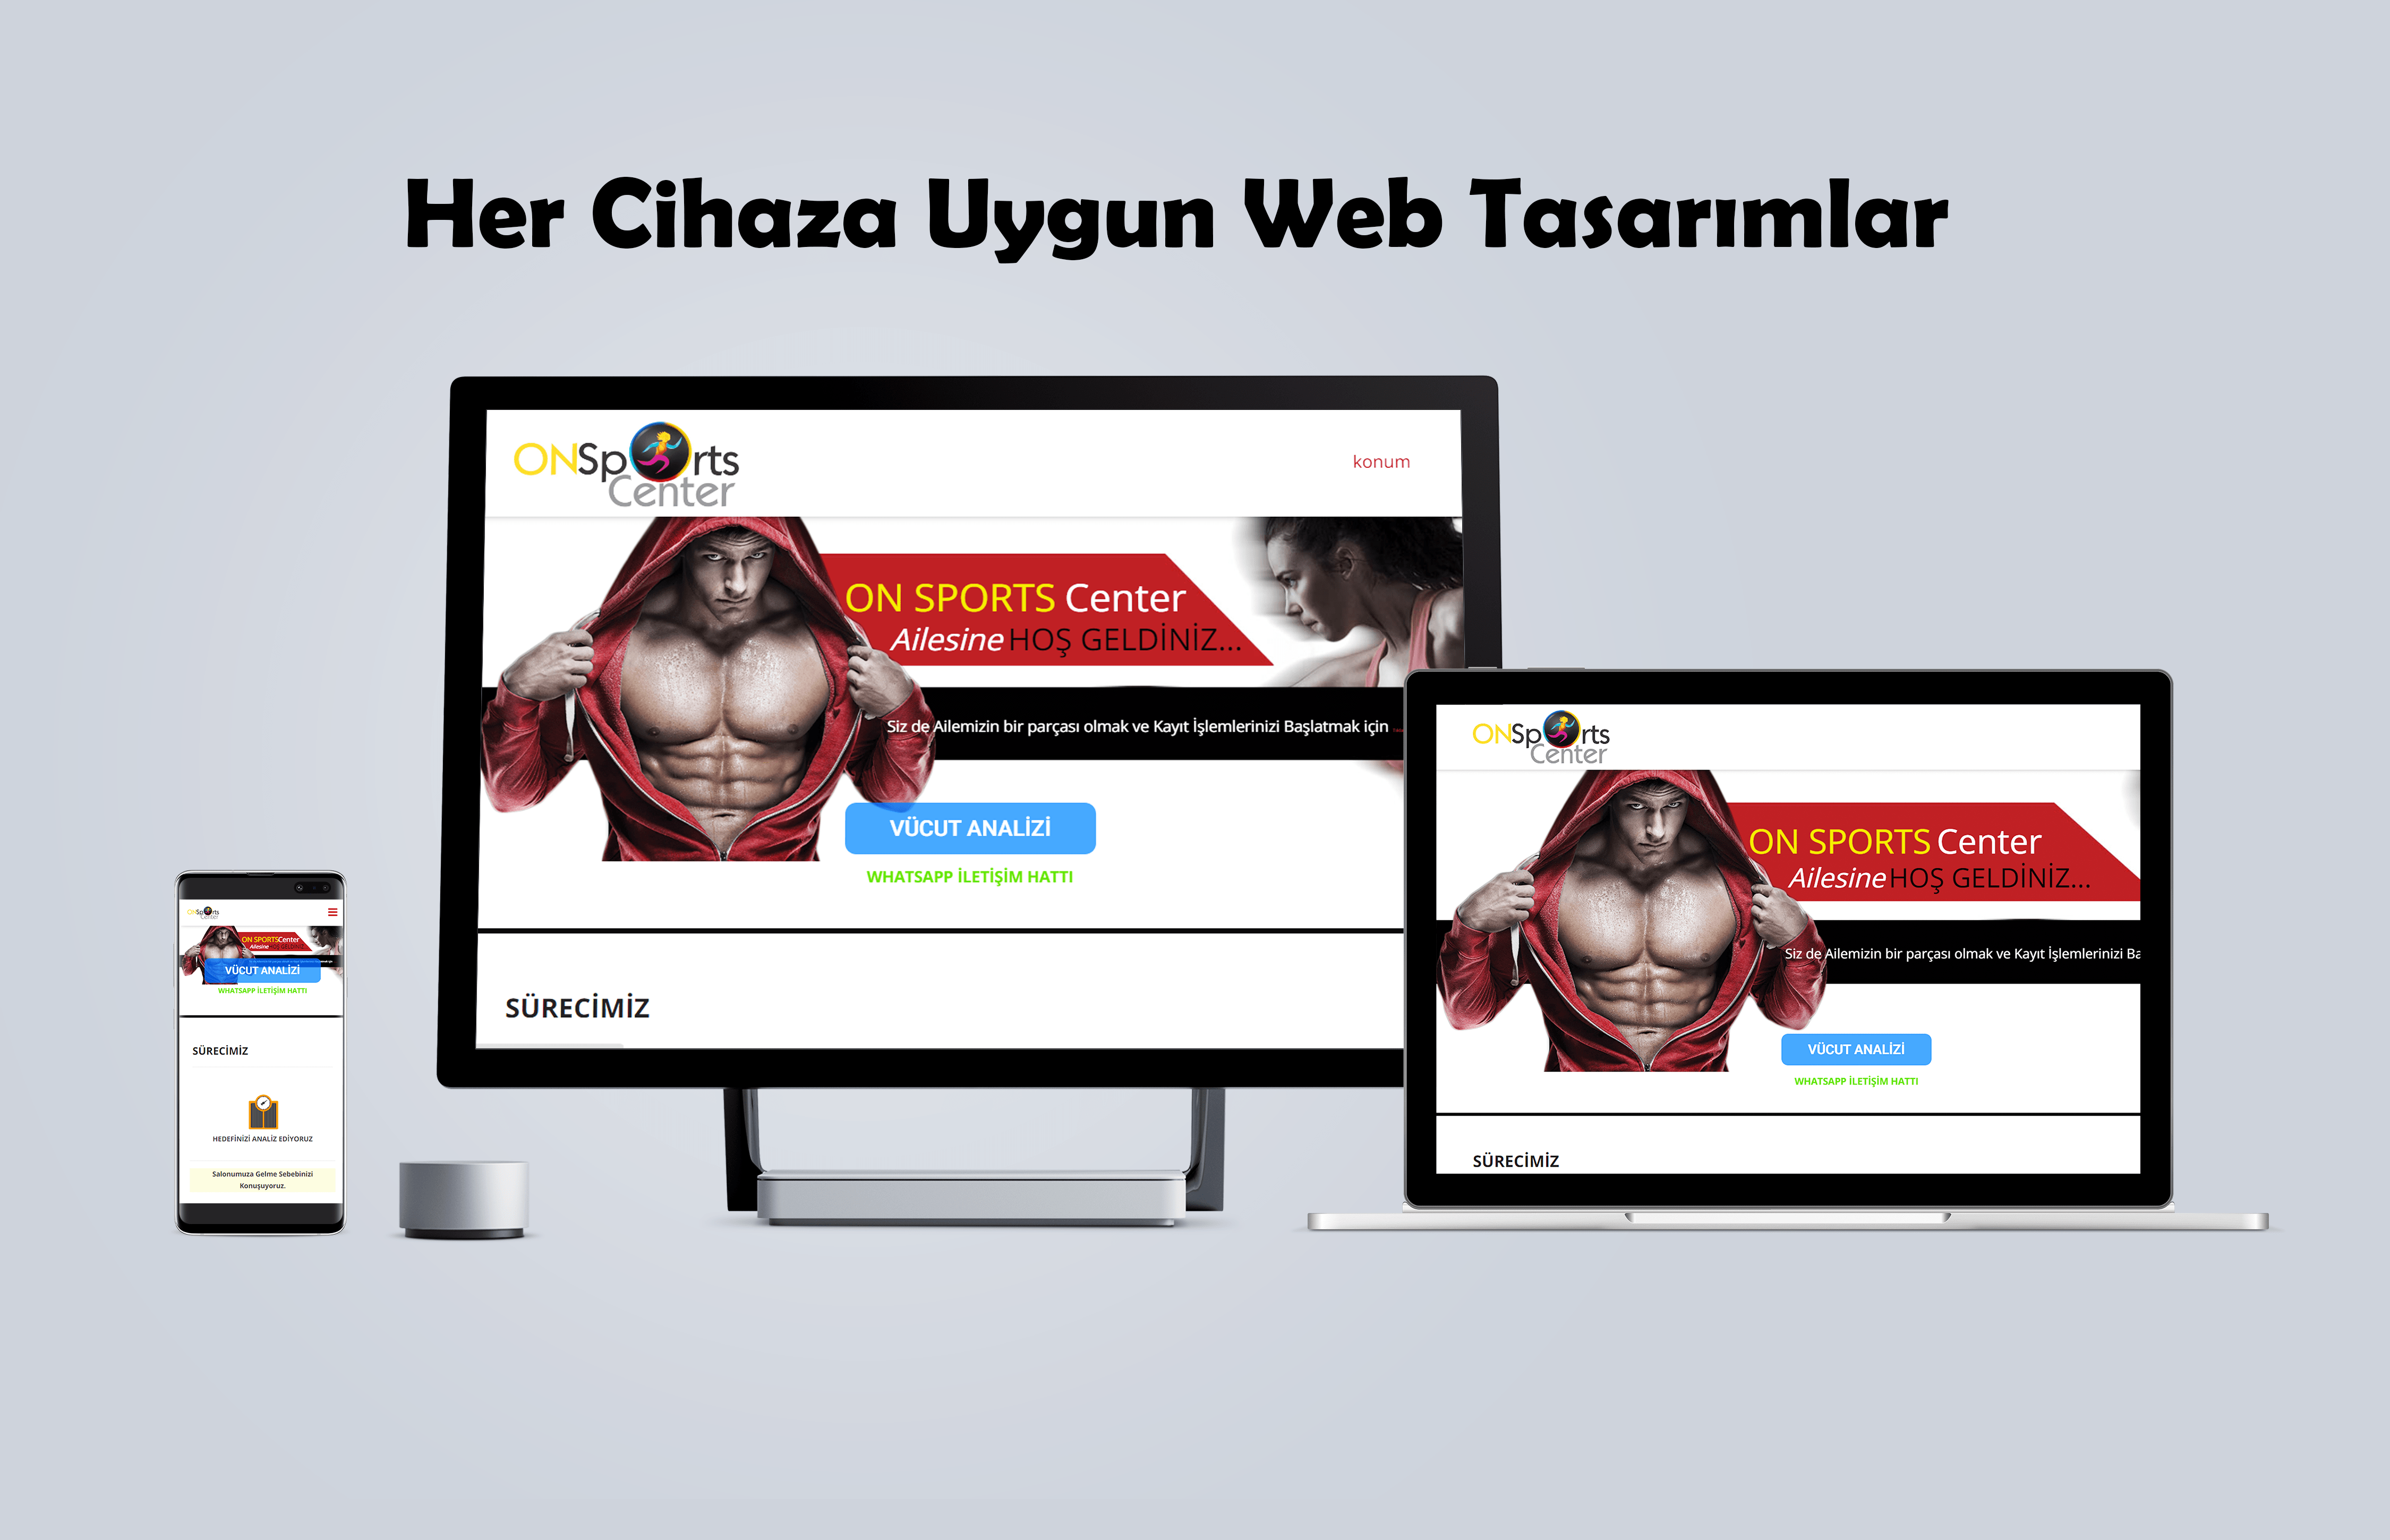 Her Cihaza Uygun Web Tasarımlar
ONSports
Center
konum
ON SPORTS Center
Ailesine HOŞ GELDİNİZ...
Siz de Ailemizin bir parçası olmak ve Kayıt İşlemlerinizi Başlatmak için
VÜCUT ANALİZİ
WHATSAPP İLETİŞİM HATTI
SÜRECİMİZ
ONSports
Center
ON SPORTS Center
Ailesine HOŞ GELDİNİZ...
Siz de Ailemizin bir parçası olmak ve Kayıt İşlemlerinizi Ba
VÜCUT ANALİZİ
WHATSAPP İLETİŞİM HATTI
SÜRECİMİZ
ONSports
Center
ON SPORTS Center
Ailesine HOŞ GELDİNİZ...
VÜCUT ANALİZİ
WHATSAPP İLETİŞİM HATTI
SÜRECİMİZ
HEDEFİNİZİ ANALİZ EDİYORUZ
Salonumuza Gelme Sebebinizi
Konuşuyoruz.